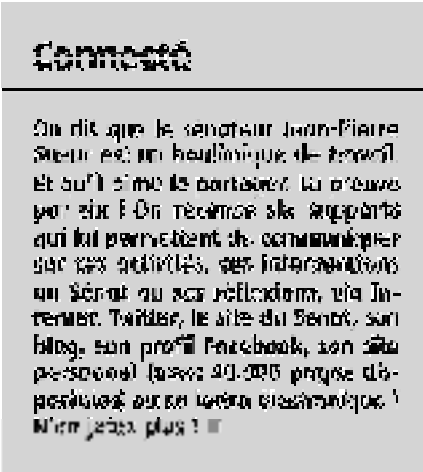 Connecté
On dit que le sénateur Jean-Pierre
Sueur est un boulimique de travail.
Et qu'il aime le partager. La preuve
par six ! On recense six supports
qui lui permettent de communiquer
sur ses activités, ses interventions
au Sénat ou ses réflexions, via In-
ternet. Twitter, le site du Sénat, son
blog, son profil Facebook, son site
personnel (avec pages dis-
ponibles) et sa lettre électronique !
N'en jetez plus !